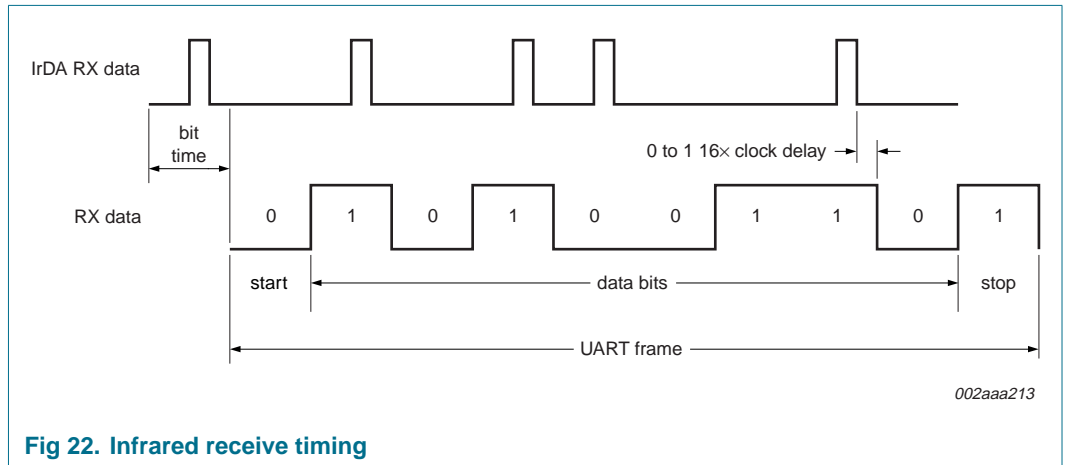 IrDA RX data
bit
time
0 to 1 16× clock delay
RX data
0 1 0 1 0 0 1 1 0 1
start
data bits
stop
UART frame
002aaa213
Fig 22. Infrared receive timing